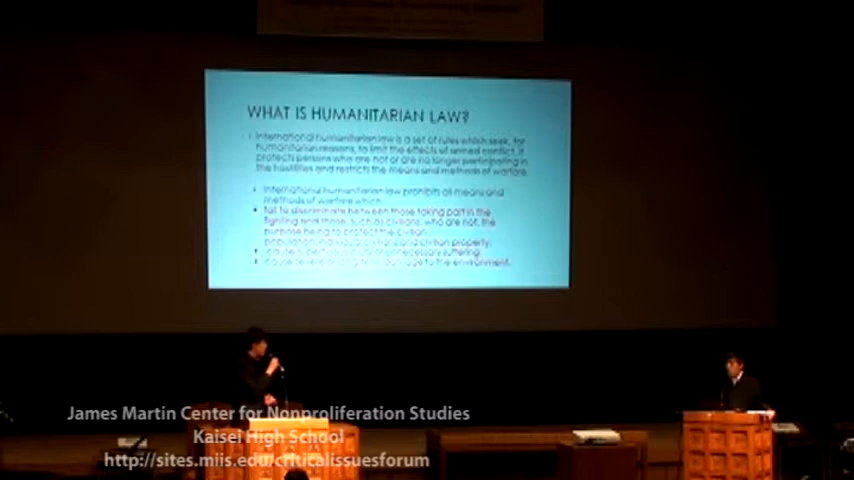 WHAT IS HUMANITARIAN LAW?
International humanitarian law is a set of rules which seek, for
humanitarian reasons, to limit the effects of armed conflict. It
protects persons who are not or are no longer participating in
the hostilities and restricts the means and methods of warfare.
International humanitarian law prohibits all means and
methods of warfare which:
fail to discriminate between those taking part in the
fighting and those, such as civilians, who are not, the
purpose being to protect the civilian
population, individual civilians and civilian property;
cause superfluous injury or unnecessary suffering;
cause severe or long-term damage to the environment.
James Martin Center for Nonproliferation Studies
Kaisei High School
http://sites.miis.edu/criticalissuesforum